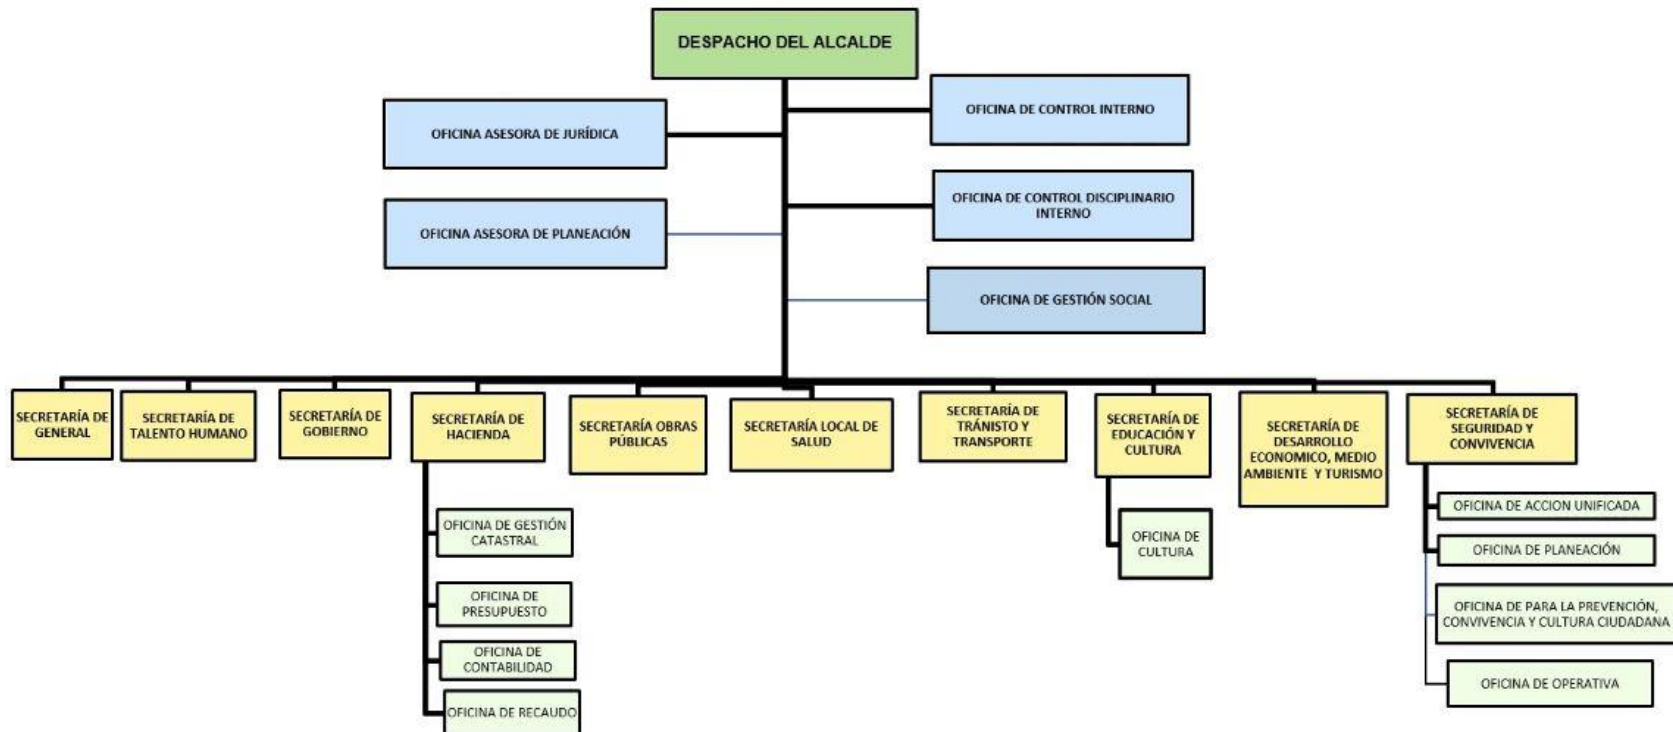 DESPACHO DEL ALCALDE
OFICINA DE CONTROL INTERNO
OFICINA ASESORA DE JURÍDICA
OFICINA DE CONTROL DISCIPLINARIO
INTERNO
OFICINA ASESORA DE PLANEACIÓN
OFICINA DE GESTIÓN SOCIAL
SECRETARÍA DE
GENERAL
SECRETARÍA DE
TALENTO HUMANO
SECRETARÍA DE
GOBIERNO
SECRETARÍA DE
HACIENDA
SECRETARÍA OBRAS
PÚBLICAS
SECRETARÍA LOCAL DE
SALUD
SECRETARÍA DE
TRÁNISTO Y
TRANSPORTE
SECRETARÍA DE
EDUCACIÓN Y
CULTURA
SECRETARÍA DE
DESARROLLO
ECONOMICO, MEDIO
AMBIENTE Y TURISMO
SECRETARÍA DE
SEGURIDAD Y
CONVIVENCIA
OFICINA DE GESTIÓN
CATASTRAL
OFICINA DE
PRESUPUESTO
OFICINA DE
CONTABILIDAD
OFICINA DE RECAUDO
OFICINA DE
CULTURA
OFICINA DE ACCION UNIFICADA
OFICINA DE PLANEACIÓN
OFICINA DE PARA LA PREVENCIÓN,
CONVIVENCIA Y CULTURA CIUDADANA
OFICINA DE OPERATIVA